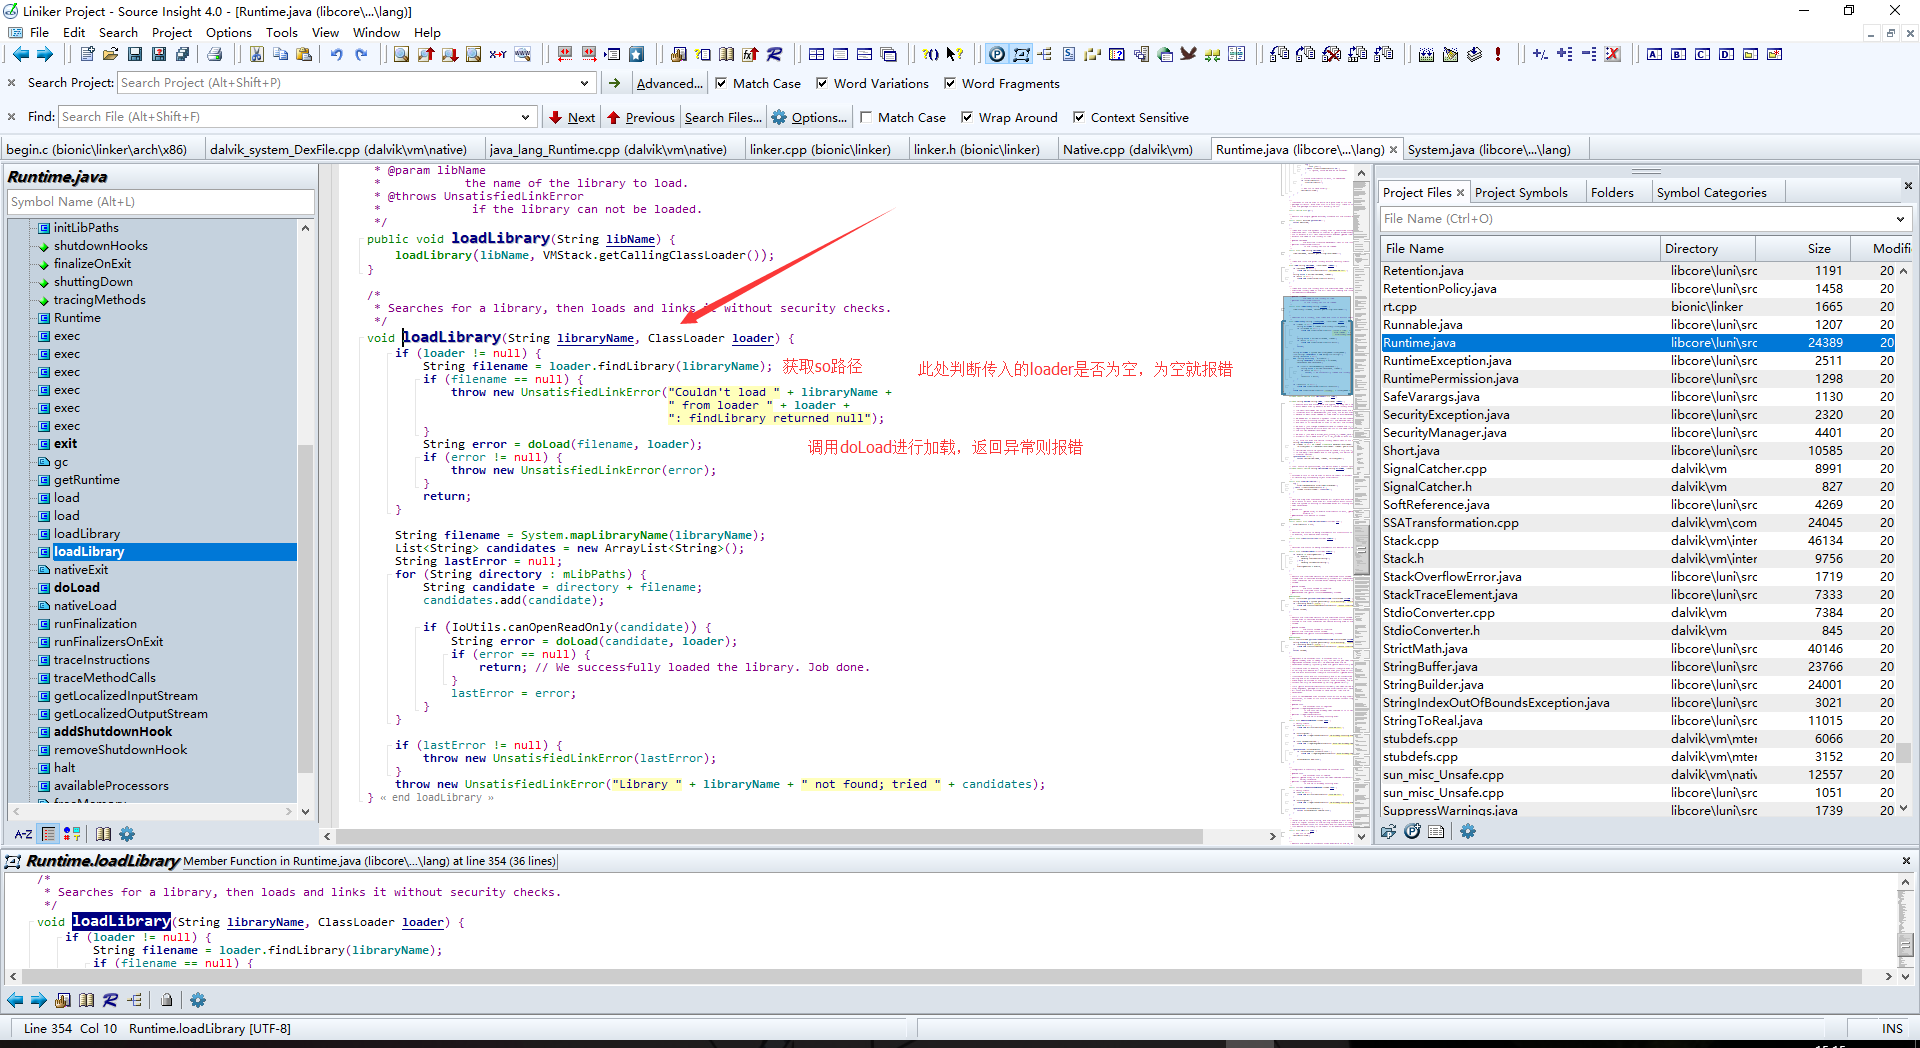 Liniker Project - Source Insight 4.0 - [Runtime.java (libcore\...\lang)]
File Edit Search Project Options Tools View Window Help
Search Project: Search Project (Alt+Shift+P) Advanced... Match Case Word Variations Word Fragments
Find: Search File (Alt+Shift+F) Next Previous Search Files... Options... Match Case Wrap Around Context Sensitive
begin.c (bionic\linker\arch\x86) dalvik_system_DexFile.cpp (dalvik\vm\native) java_lang_Runtime.cpp (dalvik\vm\native) linker.cpp (bionic\linker) linker.h (bionic\linker) Native.cpp (dalvik\vm) Runtime.java (libcore\...\lang) System.java (libcore\...\lang)
Runtime.java
Symbol Name (Alt+L)
initLibPaths
shutdownHooks
finalizeOnExit
shuttingDown
tracingMethods
Runtime
exec
exec
exec
exec
exec
exec
exit
gc
getRuntime
load
load
loadLibrary
loadLibrary
nativeExit
doLoad
nativeLoad
runFinalization
runFinalizersOnExit
traceInstructions
traceMethodCalls
getLocalizedInputStream
getLocalizedOutputStream
addShutdownHook
removeShutdownHook
halt
availableProcessors
freeMemory
* @param libName
* the name of the library to load.
* @throws UnsatisfiedLinkError
* if the library can not be loaded.
*/
public void loadLibrary(String libName) {
loadLibrary(libName, VMStack.getCallingClassLoader());
}
/*
* Searches for a library, then loads and links it without security checks.
*/
void loadLibrary(String libraryName, ClassLoader loader) {
if (loader != null) {
String filename = loader.findLibrary(libraryName); 获取so路径 此处判断传入的loader是否为空，为空就报错
if (filename == null) {
throw new UnsatisfiedLinkError("Couldn't load " + libraryName +
" from loader " + loader +
": findLibrary returned null");
}
String error = doLoad(filename, loader); 调用doLoad进行加载，返回异常则报错
if (error != null) {
throw new UnsatisfiedLinkError(error);
}
return;
}
String filename = System.mapLibraryName(libraryName);
List<String> candidates = new ArrayList<String>();
String lastError = null;
for (String directory : mLibPaths) {
String candidate = directory + filename;
candidates.add(candidate);
if (IoUtils.canOpenReadOnly(candidate)) {
String error = doLoad(candidate, loader);
if (error == null) {
return; // We successfully loaded the library. Job done.
}
lastError = error;
}
}
if (lastError != null) {
throw new UnsatisfiedLinkError(lastError);
}
throw new UnsatisfiedLinkError("Library " + libraryName + " not found; tried " + candidates);
} « end loadLibrary »
Project Files Project Symbols Folders Symbol Categories
File Name (Ctrl+O)
File Name Directory Size Modifi
Retention.java libcore\luni\src 1191 20
RetentionPolicy.java libcore\luni\src 1458 20
rt.cpp bionic\linker 1665 20
Runnable.java libcore\luni\src 1207 20
Runtime.java libcore\luni\src 24389 20
RuntimeException.java libcore\luni\src 2511 20
RuntimePermission.java libcore\luni\src 1298 20
SafeVarargs.java libcore\luni\src 1130 20
SecurityException.java libcore\luni\src 2320 20
SecurityManager.java libcore\luni\src 4401 20
Short.java libcore\luni\src 10585 20
SignalCatcher.cpp dalvik\vm 8991 20
SignalCatcher.h dalvik\vm 827 20
SoftReference.java libcore\luni\src 4269 20
SSATransformation.cpp dalvik\vm\com 24045 20
Stack.cpp dalvik\vm\inter 46134 20
Stack.h dalvik\vm\inter 9756 20
StackOverflowError.java libcore\luni\src 1719 20
StackTraceElement.java libcore\luni\src 7333 20
StdioConverter.cpp dalvik\vm 7384 20
StdioConverter.h dalvik\vm 845 20
StrictMath.java libcore\luni\src 40146 20
StringBuffer.java libcore\luni\src 23766 20
StringBuilder.java libcore\luni\src 24001 20
StringIndexOutOfBoundsException.java libcore\luni\src 3021 20
StringToReal.java libcore\luni\src 11015 20
stubdefs.cpp dalvik\vm\mter 6066 20
stubdefs.cpp dalvik\vm\mter 3152 20
sun_misc_Unsafe.cpp dalvik\vm\nativ 12557 20
sun_misc_Unsafe.cpp libcore\luni\src 1051 20
SuppressWarnings.java libcore\luni\src 1739 20
Runtime.loadLibrary Member Function in Runtime.java (libcore\...\lang) at line 354 (36 lines)
/*
* Searches for a library, then loads and links it without security checks.
*/
void loadLibrary(String libraryName, ClassLoader loader) {
if (loader != null) {
String filename = loader.findLibrary(libraryName);
if (filename == null) {
Line 354 Col 10 Runtime.loadLibrary [UTF-8] INS